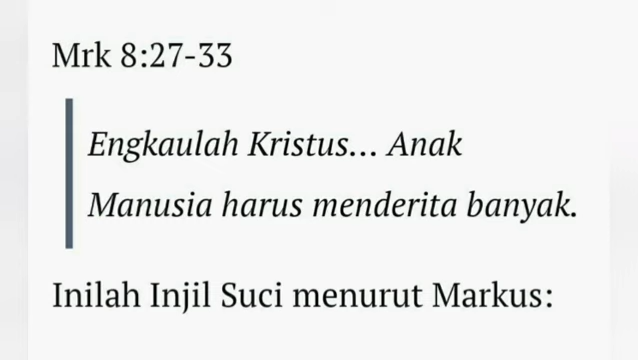 Mrk 8:27-33
Engkaulah Kristus... Anak
Manusia harus menderita banyak.
Inilah Injil Suci menurut Markus: